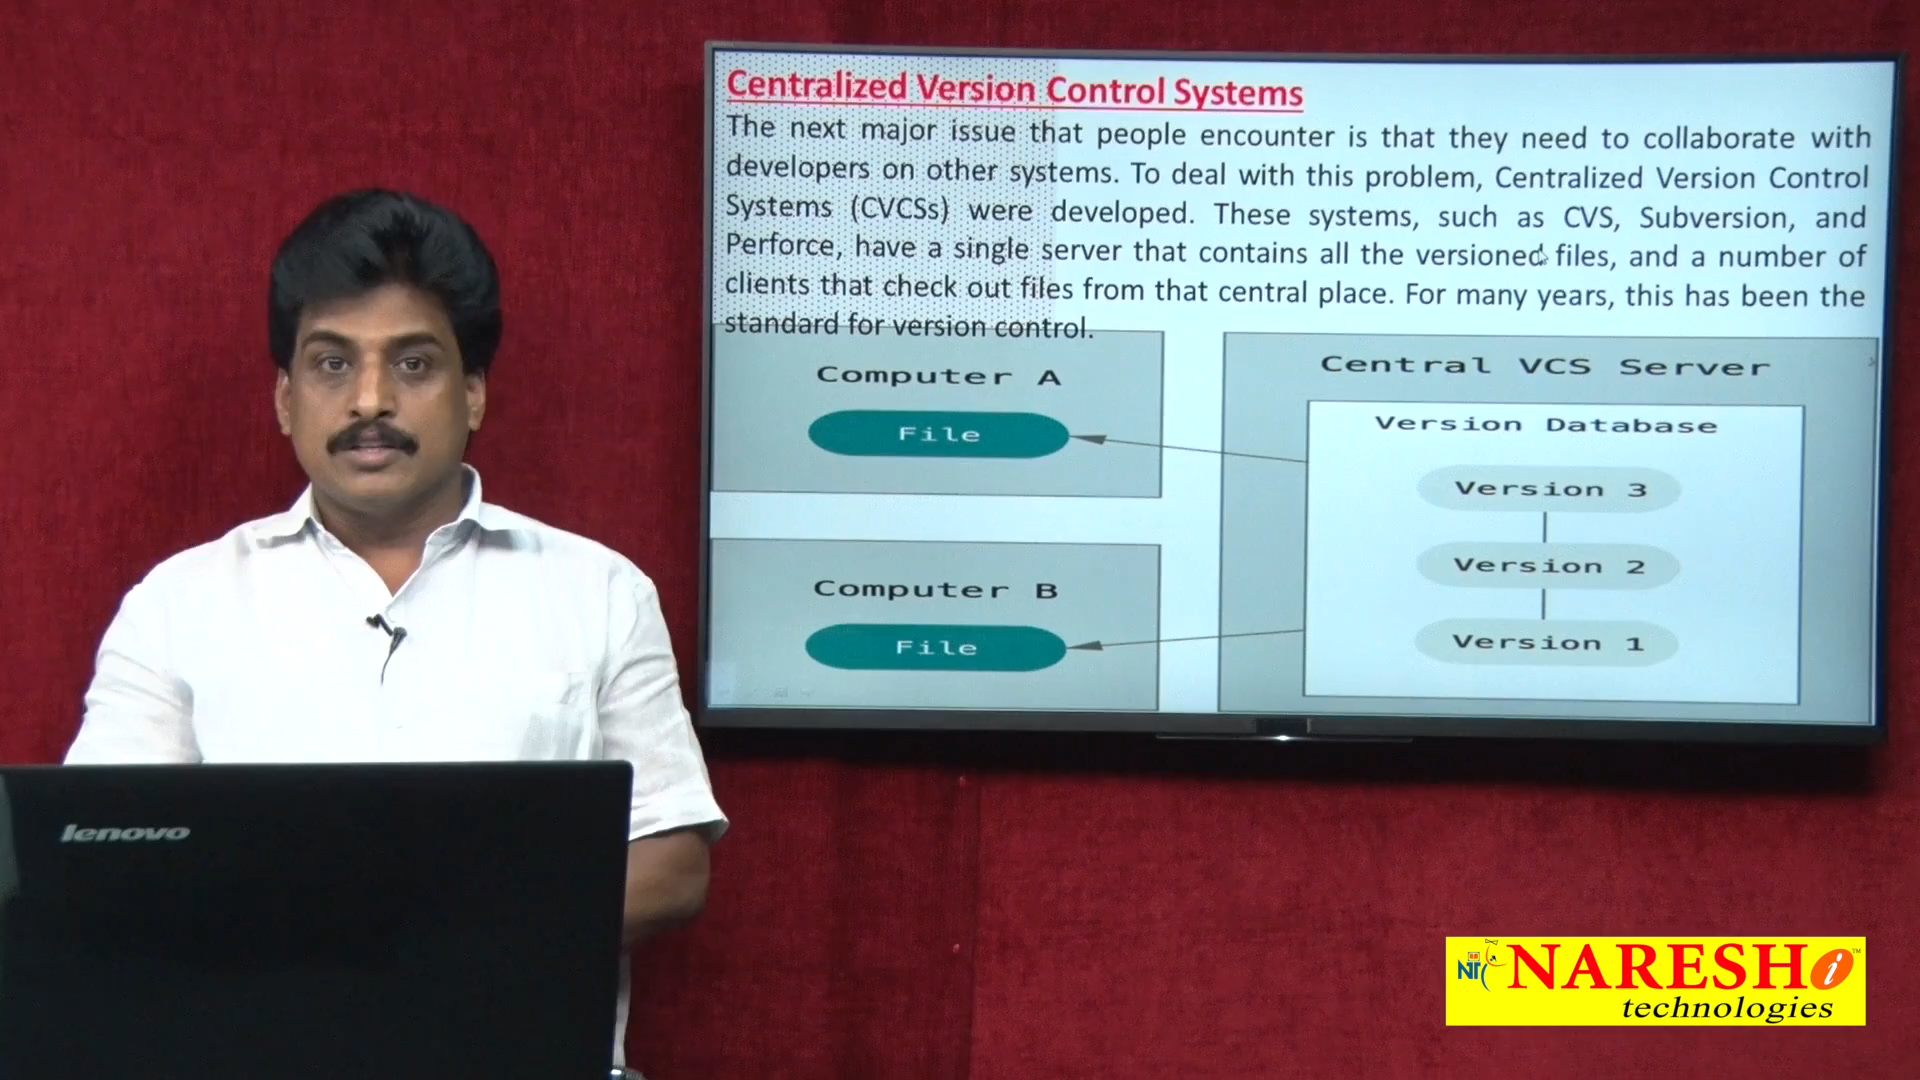 Centralized Version Control Systems
The next major issue that people encounter is that they need to collaborate with
developers on other systems. To deal with this problem, Centralized Version Control
Systems (CVCSs) were developed. These systems, such as CVS, Subversion, and
Perforce, have a single server that contains all the versioned files, and a number of
clients that check out files from that central place. For many years, this has been the
standard for version control.
Computer A
File
Computer B
File
Central VCS Server
Version Database
Version 3
Version 2
Version 1
lenovo
NT
NARESH i ™
technologies